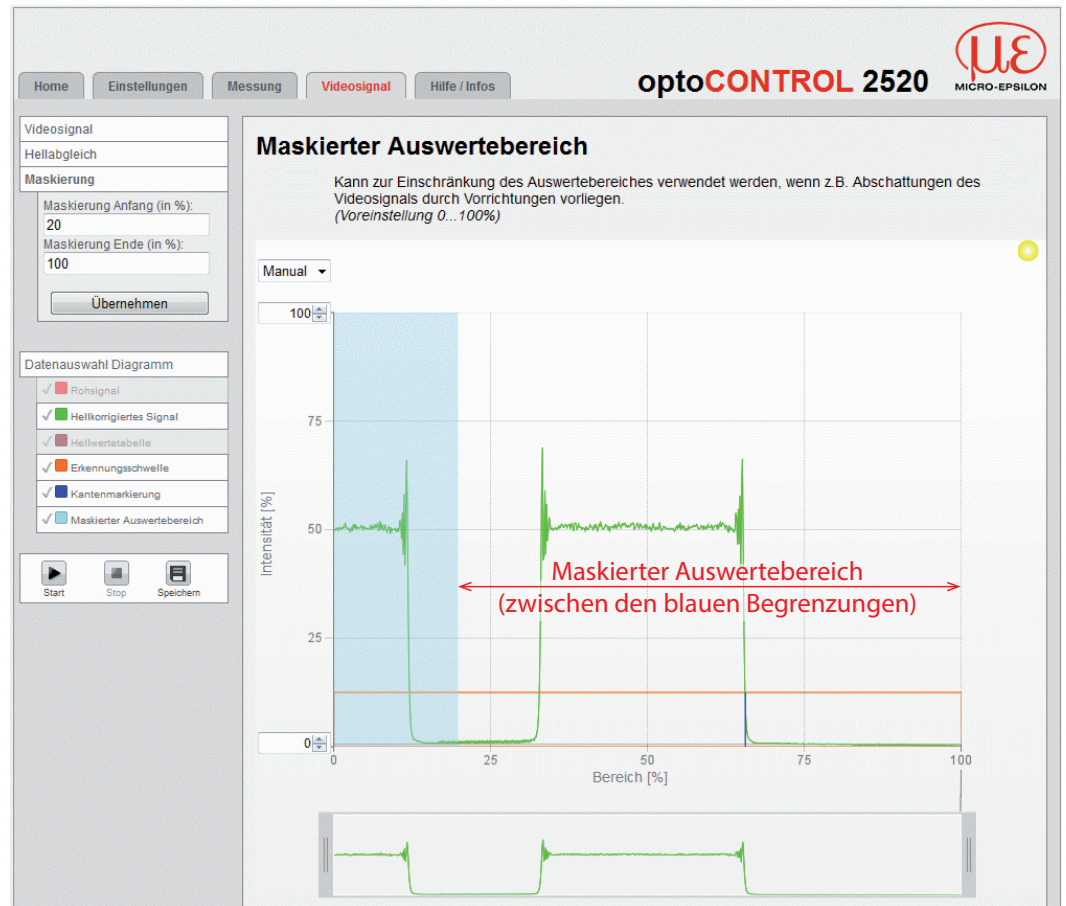 με
MICRO-EPSILON
optoCONTROL 2520
Home
Einstellungen
Messung
Videosignal
Hilfe / Infos
Videosignal
Hellabgleich
Maskierung
Maskierung Anfang (in %):
20
Maskierung Ende (in %):
100
Übernehmen
Datenauswahl Diagramm
Rohsignal
Hellkorrigiertes Signal
Hellwertetabelle
Erkennungsschwelle
Kantenmarkierung
Maskierter Auswertebereich
Start
Stop
Speichern
Maskierter Auswertebereich
Kann zur Einschränkung des Auswertebereiches verwendet werden, wenn z.B. Abschattungen des
Videosignals durch Vorrichtungen vorliegen.
(Voreinstellung 0...100%)
Manual
100
75
50
25
0
Intensität [%]
Maskierter Auswertebereich
(zwischen den blauen Begrenzungen)
0
25
50
75
100
Bereich [%]